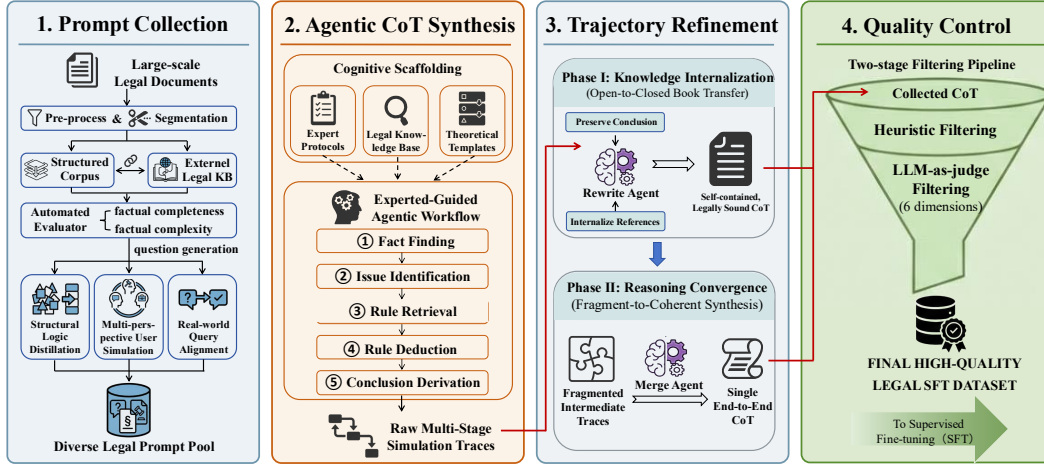 1. Prompt Collection
Large-scale
Legal Documents
Pre-process & Segmentation
Structured
Corpus
Externel
Legal KB
Automated
Evaluator
factual completeness
factual complexity
question generation
Structural
Logic
Distillation
Multi-pers-
pective User
Simulation
Real-world
Query
Alignment
§
Diverse Legal Prompt Pool
2. Agentic CoT Synthesis
Cognitive Scaffolding
Expert
Protocols
Legal Know-
ledge Base
Theoretical
Templates
Experted-Guided
Agentic Workflow
① Fact Finding
② Issue Identification
③ Rule Retrieval
④ Rule Deduction
⑤ Conclusion Derivation
Raw Multi-Stage
Simulation Traces
3. Trajectory Refinement
Phase I: Knowledge Internalization
(Open-to-Closed Book Transfer)
Preserve Conclusion
Rewrite Agent
Internalize References
Self-contained,
Legally Sound CoT
Phase II: Reasoning Convergence
(Fragment-to-Coherent Synthesis)
Fragmented
Intermediate
Traces
Merge Agent
Single
End-to-End
CoT
4. Quality Control
Two-stage Filtering Pipeline
Collected CoT
Heuristic Filtering
LLM-as-judge
Filtering
(6 dimensions)
FINAL HIGH-QUALITY
LEGAL SFT DATASET
To Supervised
Fine-tuning（SFT）